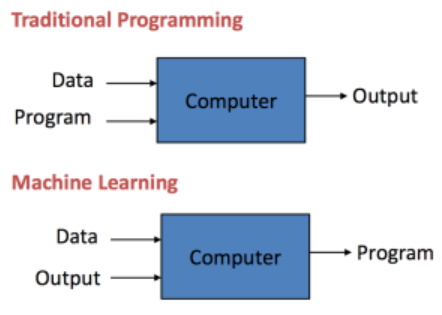 Traditional Programming
Data
Program
Computer
Output
Machine Learning
Data
Output
Computer
Program